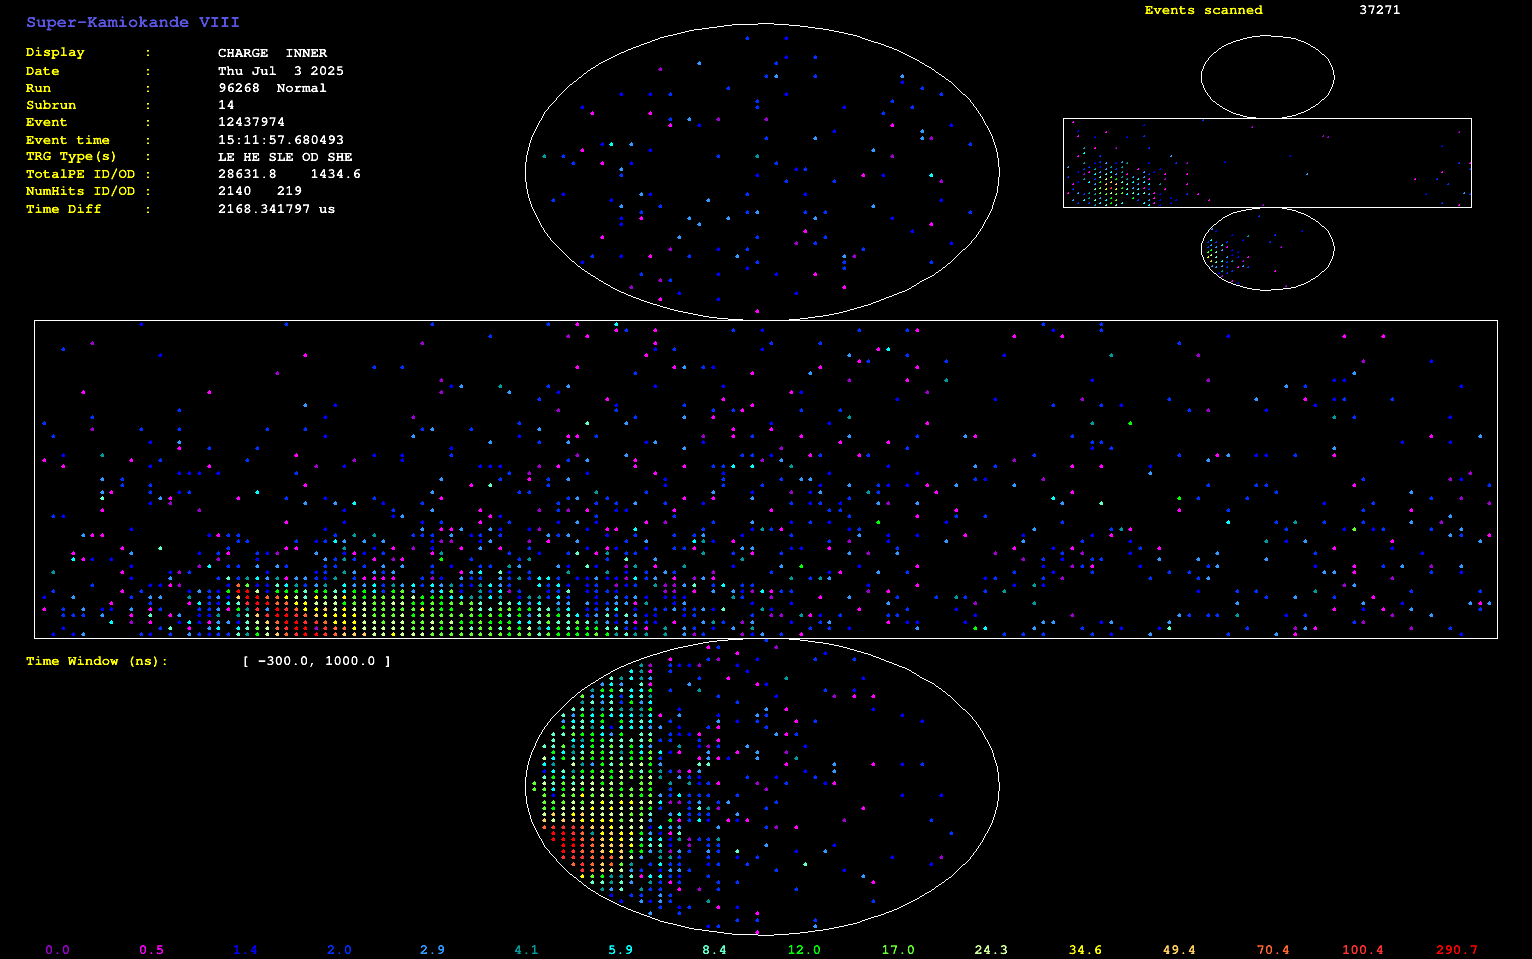 Super-Kamiokande VIII
Events scanned 37271
Display : CHARGE INNER
Date : Thu Jul 3 2025
Run : 96268 Normal
Subrun : 14
Event : 12437974
Event time : 15:11:57.680493
TRG Type(s) : LE HE SLE OD SHE
TotalPE ID/OD : 28631.8 1434.6
NumHits ID/OD : 2140 219
Time Diff : 2168.341797 us
Time Window (ns): [ -300.0, 1000.0 ]
0.0 0.5 1.4 2.0 2.9 4.1 5.9 8.4 12.0 17.0 24.3 34.6 49.4 70.4 100.4 290.7